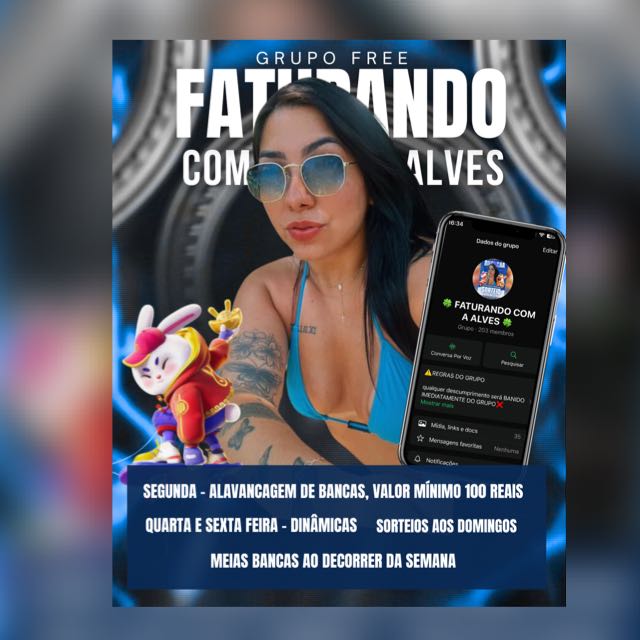 GRUPO FREE
FATURANDO
COM ALVES
16:34
Dados do grupo
Editar
SORTEIO
🍀 FATURANDO COM
A ALVES 🍀
Grupo · 203 membros
Conversa Por Voz
Pesquisar
⚠️REGRAS DO GRUPO
qualquer descumprimento será BANIDO
IMEDIATAMENTE DO GRUPO❌
Mostrar mais
Mídia, links e docs 35
Mensagens favoritas Nenhuma
Notificações
SEGUNDA - ALAVANCAGEM DE BANCAS, VALOR MÍNIMO 100 REAIS
QUARTA E SEXTA FEIRA - DINÂMICAS SORTEIOS AOS DOMINGOS
MEIAS BANCAS AO DECORRER DA SEMANA